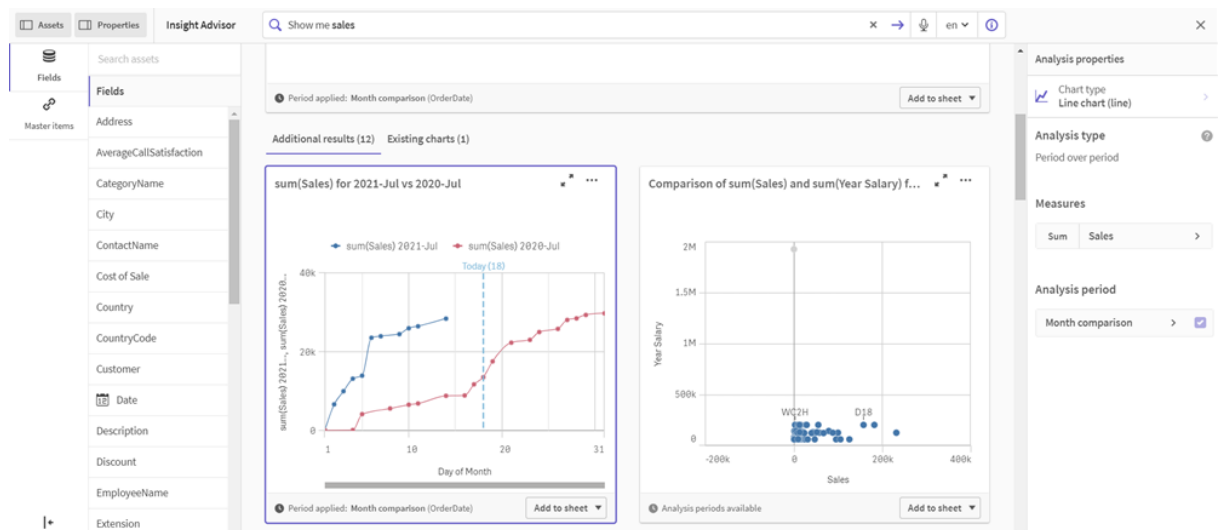 Assets
Properties
Insight Advisor
Show me sales
en
Fields
Master items
Search assets
Fields
Address
AverageCallSatisfaction
CategoryName
City
ContactName
Cost of Sale
Country
CountryCode
Customer
Date
Description
Discount
EmployeeName
Extension
Period applied: Month comparison (OrderDate)
Add to sheet
Additional results (12)
Existing charts (1)
sum(Sales) for 2021-Jul vs 2020-Jul
sum(Sales) 2021-Jul
sum(Sales) 2020-Jul
Today (18)
sum(Sales) 2021..., sum(Sales) 2020...
40k
20k
0
1
10
20
31
Day of Month
Period applied: Month comparison (OrderDate)
Add to sheet
Comparison of sum(Sales) and sum(Year Salary) f...
Year Salary
2M
1.5M
1M
500k
0
WC2H
D18
-200k
0
200k
400k
Sales
Analysis periods available
Add to sheet
Analysis properties
Chart type
Line chart (line)
Analysis type
Period over period
Measures
Sum
Sales
Analysis period
Month comparison